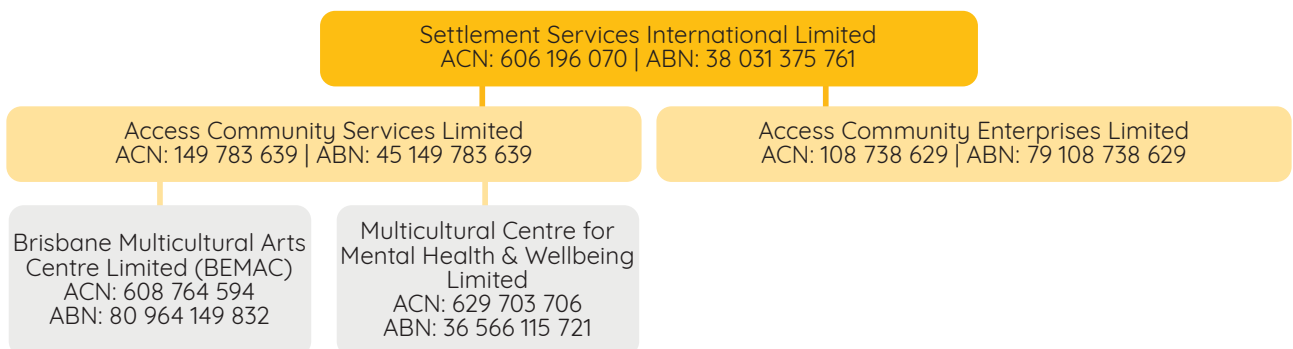 Settlement Services International Limited
ACN: 606 196 070 | ABN: 38 031 375 761
Access Community Services Limited
ACN: 149 783 639 | ABN: 45 149 783 639
Access Community Enterprises Limited
ACN: 108 738 629 | ABN: 79 108 738 629
Brisbane Multicultural Arts
Centre Limited (BEMAC)
ACN: 608 764 594
ABN: 80 964 149 832
Multicultural Centre for
Mental Health & Wellbeing
Limited
ACN: 629 703 706
ABN: 36 566 115 721